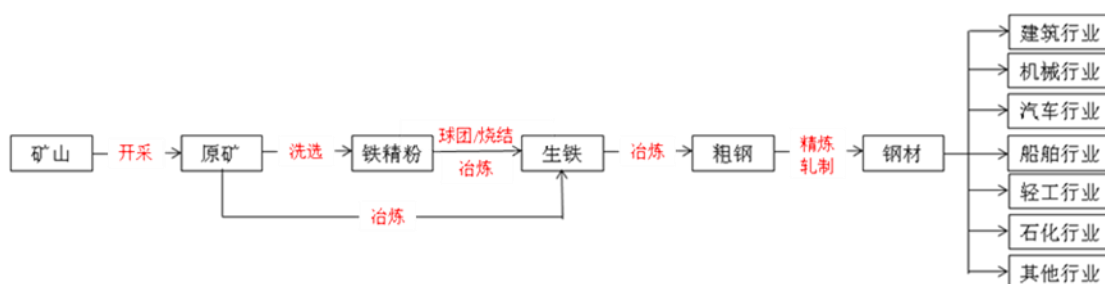 建筑行业
机械行业
汽车行业
矿山
开采
原矿
洗选
铁精粉
球团/烧结
冶炼
生铁
冶炼
粗钢
精炼
轧制
钢材
船舶行业
冶炼
轻工行业
石化行业
其他行业